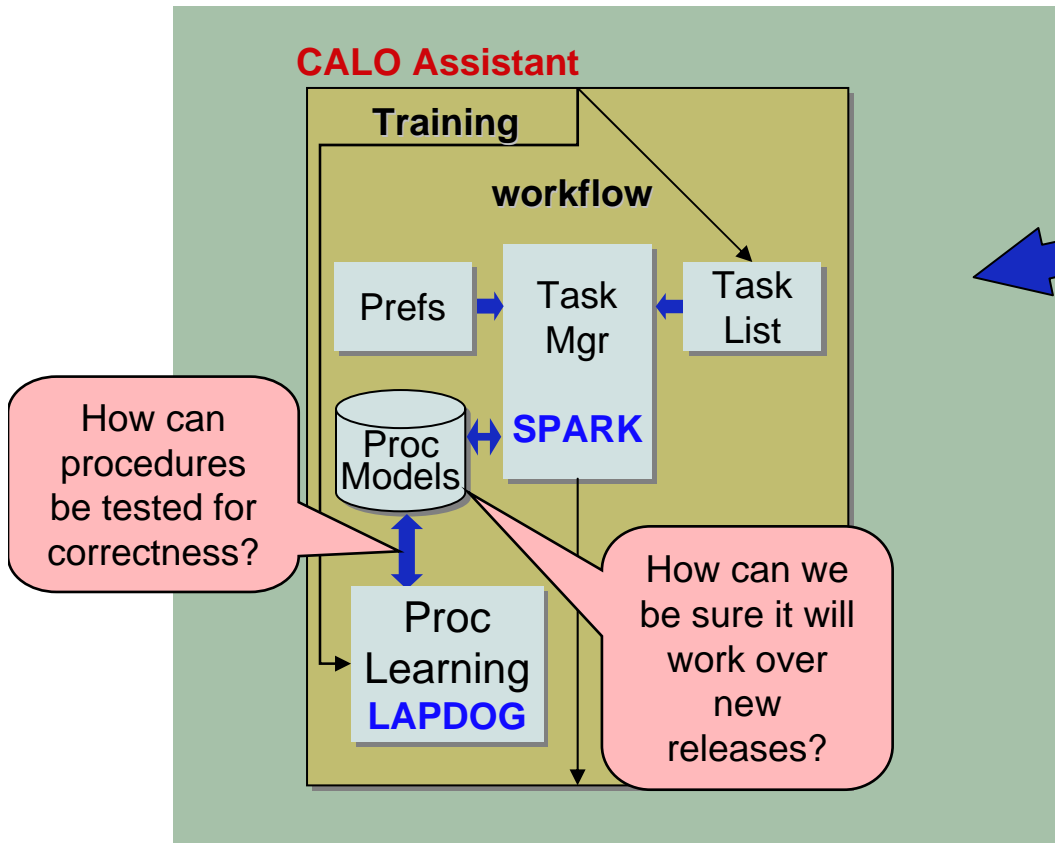 CALO Assistant
Training
workflow
Prefs
Task
Mgr
SPARK
Task
List
Proc
Models
How can
procedures
be tested for
correctness?
Proc
Learning
LAPDOG
How can we
be sure it will
work over
new
releases?